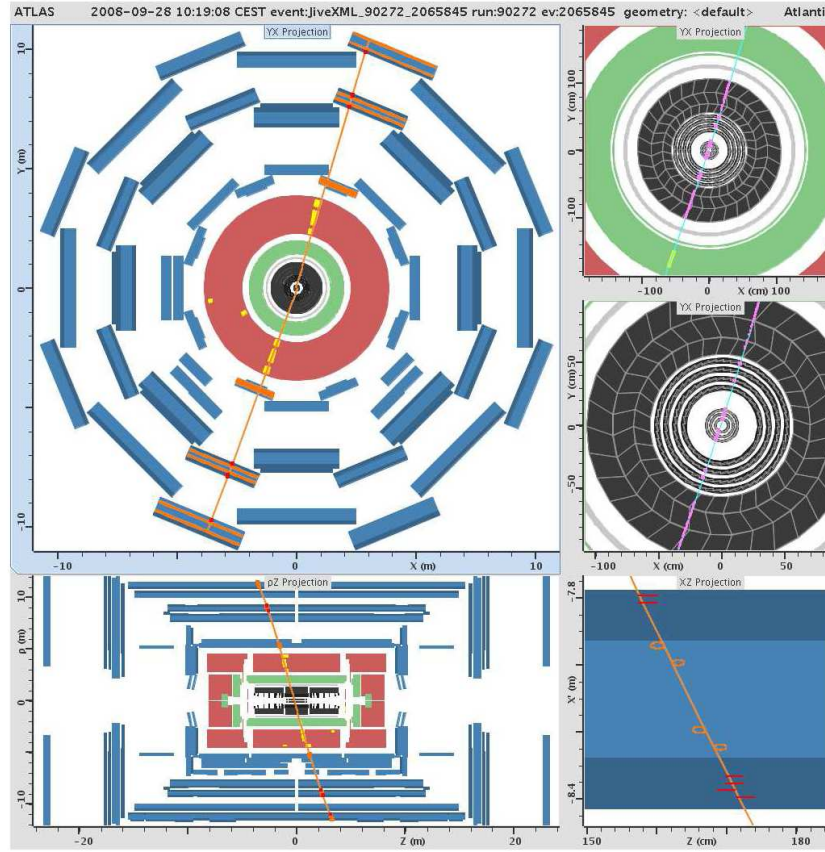 ATLAS 2008-09-28 10:19:08 CEST event:JiveXML_90272_2065845 run:90272 ev:2065845 geometry: <default> Atlanti
YX Projection
10
Y (m)
0
-10
-10 0 X (m) 10
YX Projection
Y (cm) 100
0
-100
-100 0 X (cm) 100
YX Projection
Y (cm) 50
0
-50
-100 -50 0 50
ρZ Projection
10
ρ (m)
0
-10
-20 0 Z (m) 20
XZ Projection
-7.8
X' (m)
-8.4
150 Z (cm) 180